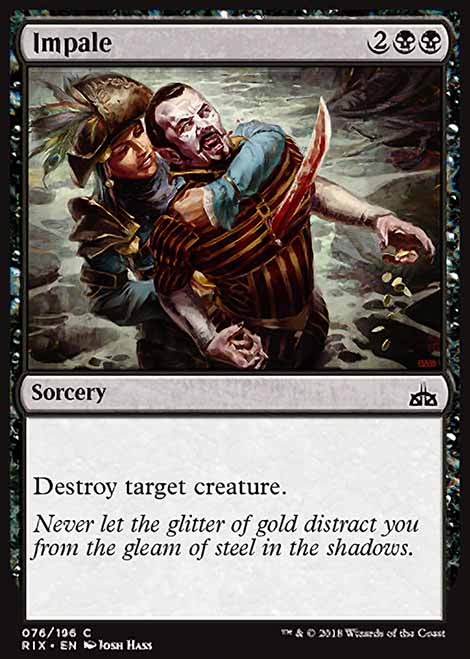 Impale 2
Sorcery
Destroy target creature.
Never let the glitter of gold distract you
from the gleam of steel in the shadows.
076/196 C
RIX • EN Josh Hass
™ & © 2018 Wizards of the Coast